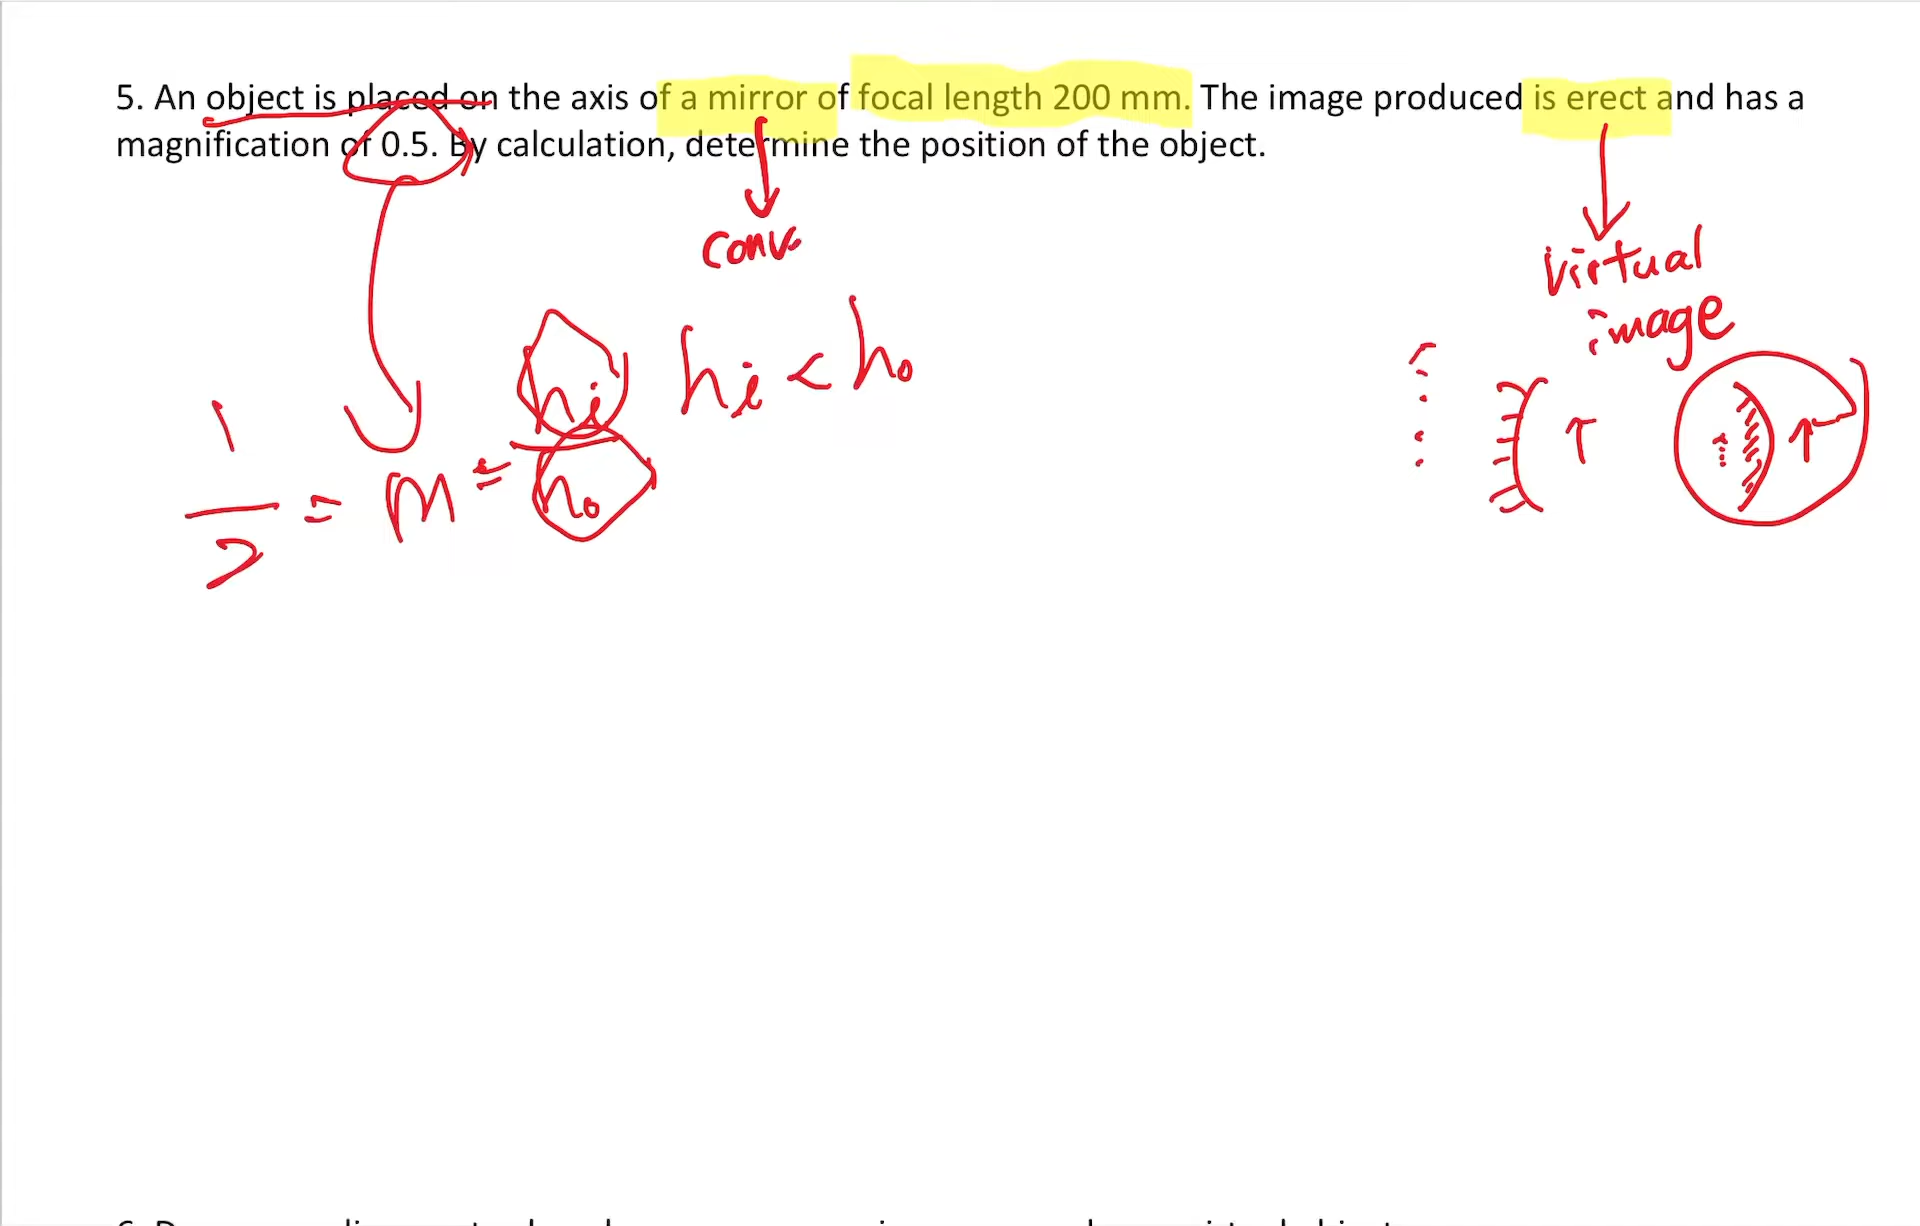 5. An object is placed on the axis of a mirror of focal length 200 mm. The image produced is erect and has a
magnification of 0.5. By calculation, determine the position of the object.
conv
virtual
image
hi < ho
1/2 = m = hi/ho